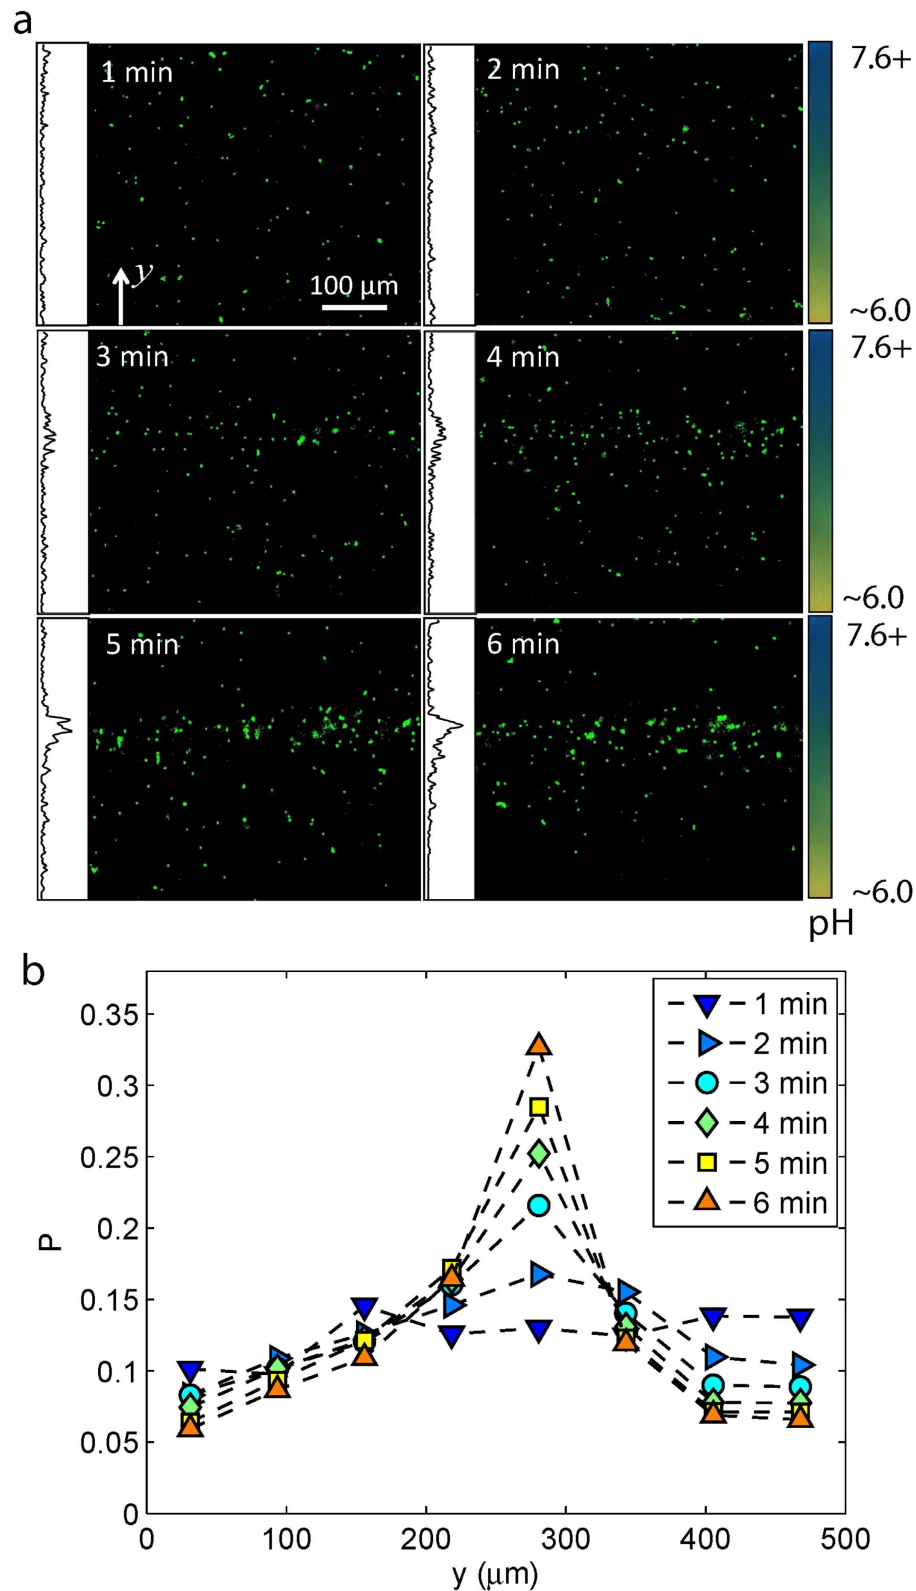 a
1 min
2 min
7.6+
y
100 µm
~6.0
3 min
4 min
7.6+
~6.0
5 min
6 min
7.6+
~6.0
pH
b
0.35
0.3
0.25
0.2
0.15
0.1
0.05
0
P
1 min
2 min
3 min
4 min
5 min
6 min
0 100 200 300 400 500
y (µm)